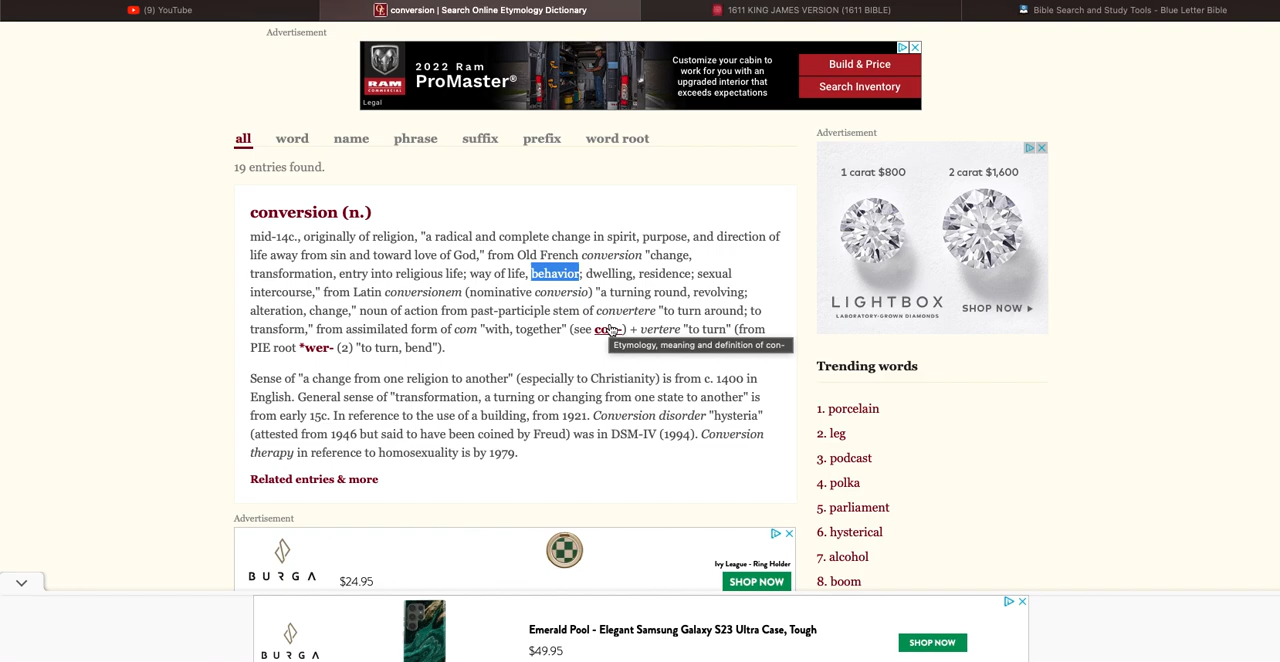 (9) YouTube
conversion | Search Online Etymology Dictionary
1611 KING JAMES VERSION (1611 BIBLE)
Bible Search and Study Tools - Blue Letter Bible
Advertisement
RAM
COMMERCIAL
Legal
2022 Ram
ProMaster®
Customize your cabin to
work for you with an
upgraded interior that
exceeds expectations
Build & Price
Search Inventory
all word name phrase suffix prefix word root
19 entries found.
conversion (n.)
mid-14c., originally of religion, "a radical and complete change in spirit, purpose, and direction of
life away from sin and toward love of God," from Old French conversion "change,
transformation, entry into religious life; way of life, behavior; dwelling, residence; sexual
intercourse," from Latin conversionem (nominative conversio) "a turning round, revolving;
alteration, change," noun of action from past-participle stem of convertere "to turn around; to
transform," from assimilated form of com "with, together" (see con-) + vertere "to turn" (from
PIE root *wer- (2) "to turn, bend").
Etymology, meaning and definition of con-
Sense of "a change from one religion to another" (especially to Christianity) is from c. 1400 in
English. General sense of "transformation, a turning or changing from one state to another" is
from early 15c. In reference to the use of a building, from 1921. Conversion disorder "hysteria"
(attested from 1946 but said to have been coined by Freud) was in DSM-IV (1994). Conversion
therapy in reference to homosexuality is by 1979.
Related entries & more
Advertisement
1 carat $800 2 carat $1,600
LIGHTBOX
LABORATORY-GROWN DIAMONDS
SHOP NOW
Trending words
1. porcelain
2. leg
3. podcast
4. polka
5. parliament
6. hysterical
7. alcohol
8. boom
Advertisement
BURGA
$24.95
Ivy League - Ring Holder
SHOP NOW
BURGA
Emerald Pool - Elegant Samsung Galaxy S23 Ultra Case, Tough
$49.95
SHOP NOW